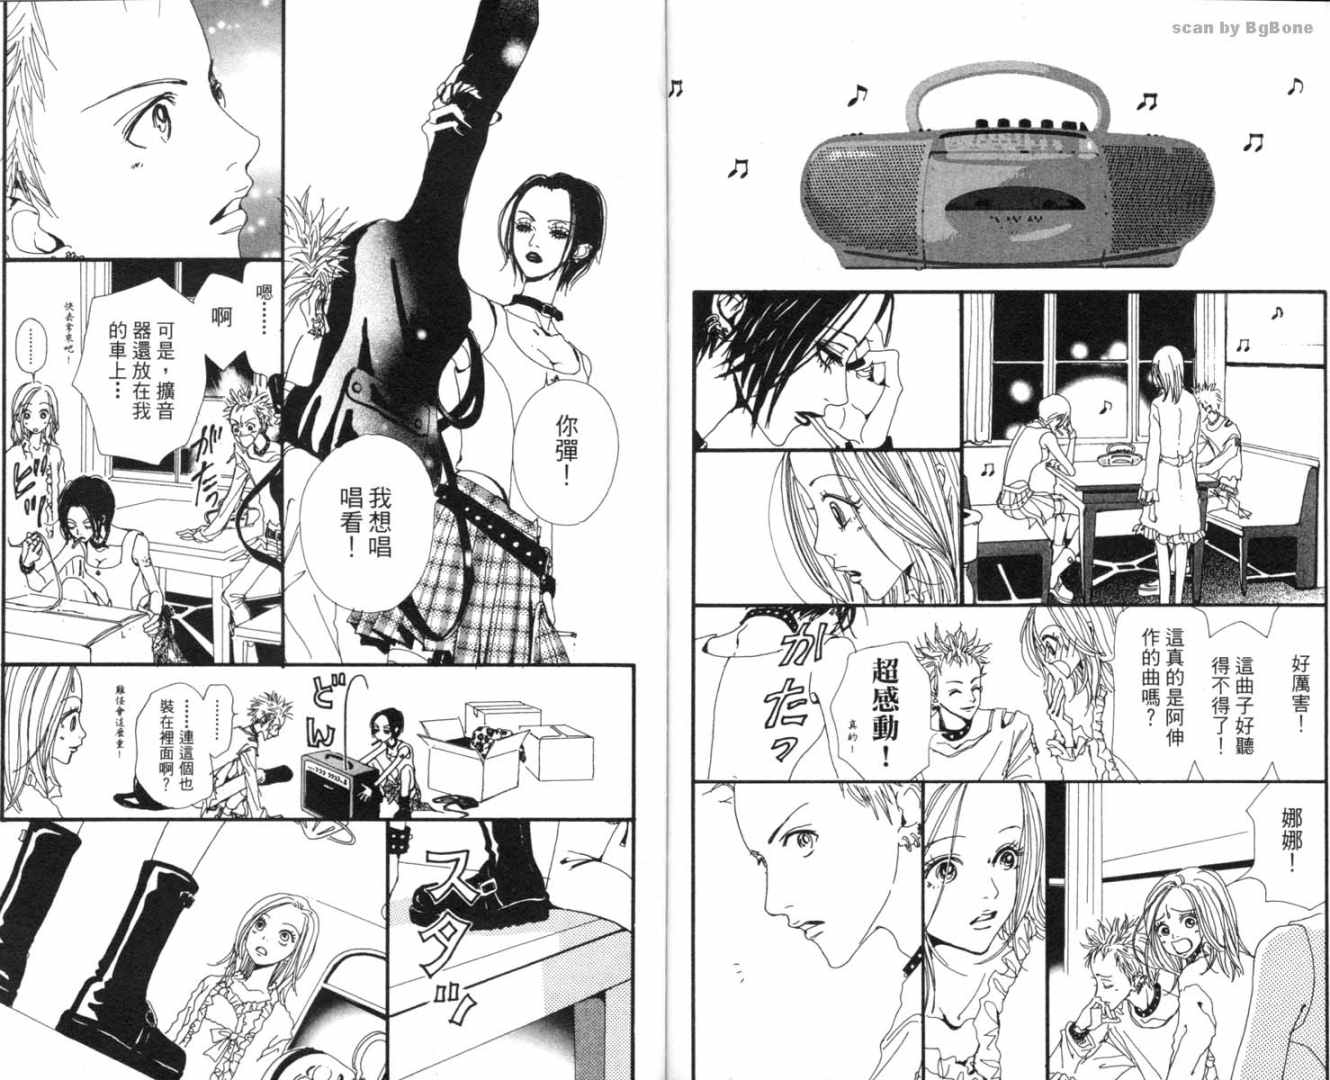 scan by BgBone
好厲害！
這曲子好聽
得不得了！
這真的是阿伸
作的曲嗎？
超感動！
真的！
がたっ
娜娜！
你彈！
我想唱
唱看！
嗯……
啊
可是，擴音
器還放在我
的車上…
快去拿來吧！
………
がたっ
ビビッ
どんっ
………
……連這個也
裝在裡面啊？
難怪會這麼重！
スタッ